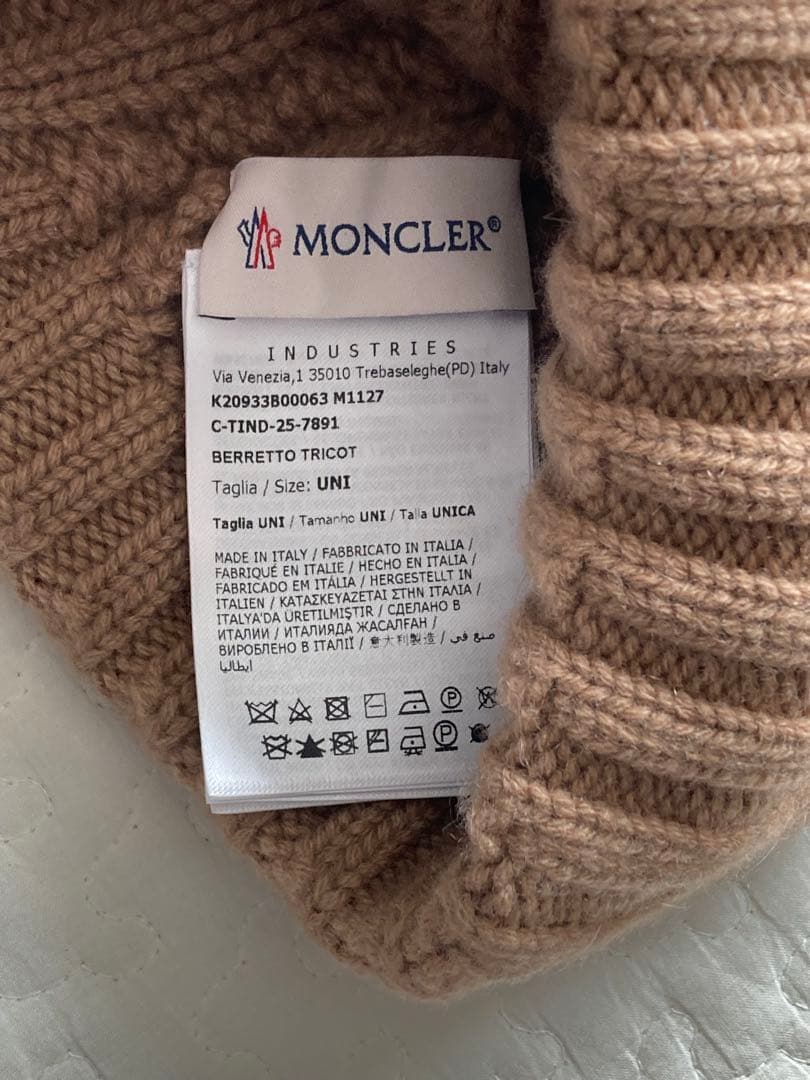 MONCLER®
INDUSTRIES
Via Venezia,1 35010 Trebaseleghe(PD) Italy
K20933B00063 M1127
C-TIND-25-7891
BERRETTO TRICOT
Taglia / Size: UNI
Taglia UNI / Tamanho UNI / Talla UNICA
MADE IN ITALY / FABBRICATO IN ITALIA /
FABRIQUÉ EN ITALIE / HECHO EN ITALIA /
FABRICADO EM ITÁLIA / HERGESTELLT IN
ITALIEN / ΚΑΤΑΣΚΕΥΑΖΕΤΑΙ ΣΤΗΝ ΙΤΑΛΙΑ /
ITALYA'DA ÜRETILMIŞTIR / СДЕЛАНО В
ИТАЛИИ / ИТАЛИЯДА ЖАСАЛҒАН /
ВИРОБЛЕНО В ІТАЛІЇ / 意大利製造 / صنع في
ايطاليا
P
P